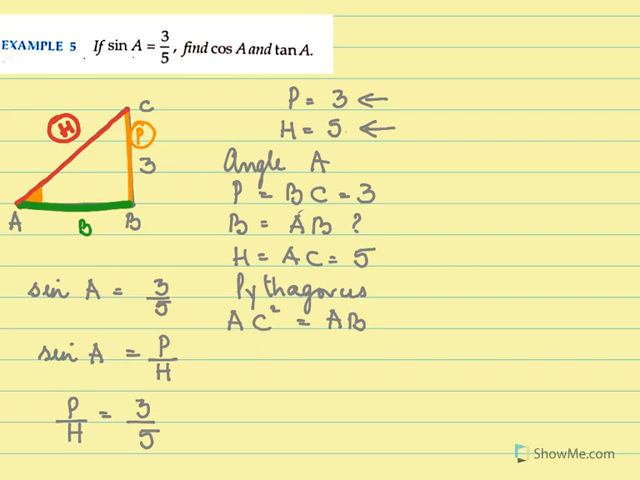 EXAMPLE 5 If sin A = 3/5, find cos A and tan A.
C
H
P
3
A
B
B
sin A = 3/5
sin A = P/H
P/H = 3/5
P = 3 ←
H = 5 ←
Angle A
P = BC = 3
B = AB ?
H = AC = 5
Pythagorus
AC² = AB
ShowMe.com